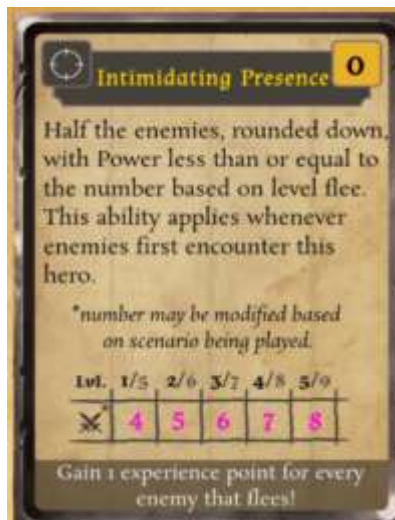 Intimidating Presence 0
Half the enemies, rounded down,
with Power less than or equal to
the number based on level flee.
This ability applies whenever
enemies first encounter this
hero.
*number may be modified based
on scenario being played.
Lvl. 1/5 2/6 3/7 4/8 5/9
* 4 5 6 7 8
Gain 1 experience point for every
enemy that flees!